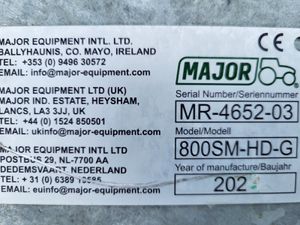 MAJOR EQUIPMENT INTL. LTD.
BALLYHAUNIS, CO. MAYO, IRELAND
TEL: +353 (0) 9496 30572
EMAIL: info@major-equipment.com
MAJOR EQUIPMENT LTD (UK)
MAJOR IND. ESTATE, HEYSHAM,
LANCS, LA3 3JJ, UK
TEL: +44 (0) 1524 850501
EMAIL: ukinfo@major-equipment.com
MAJOR EQUIPMENT INTL LTD
POSTBUS 29, NL-7700 AA
DEDEMSVAART, NEDERLAND
TEL: + 31 (0) 6389
EMAIL: euinfo@major-equipment.com
MAJOR
Serial Number/Seriennummer
MR-4652-03
Model/Modell
800SM-HD-G
Year of manufacture/Baujahr
202